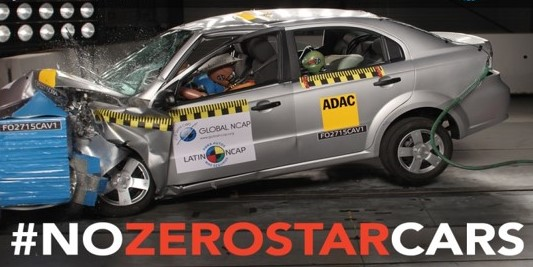 FO2715CAV1
GLOBAL NCAP
LATIN NCAP
ADAC
FO2715CAV1
#NOZEROSTARCARS